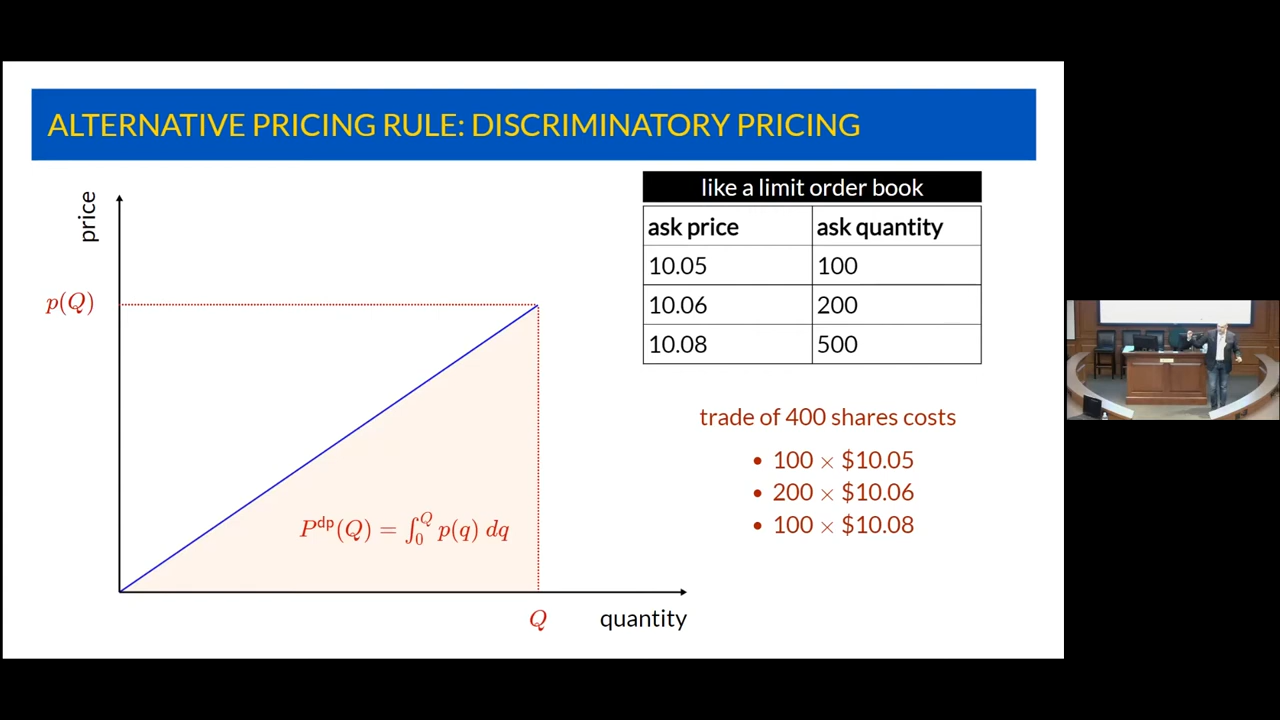 ALTERNATIVE PRICING RULE: DISCRIMINATORY PRICING
price
p(Q)
P^dp(Q) = ∫_0^Q p(q) dq
Q
quantity
like a limit order book
ask price ask quantity
10.05 100
10.06 200
10.08 500
trade of 400 shares costs
• 100 × $10.05
• 200 × $10.06
• 100 × $10.08